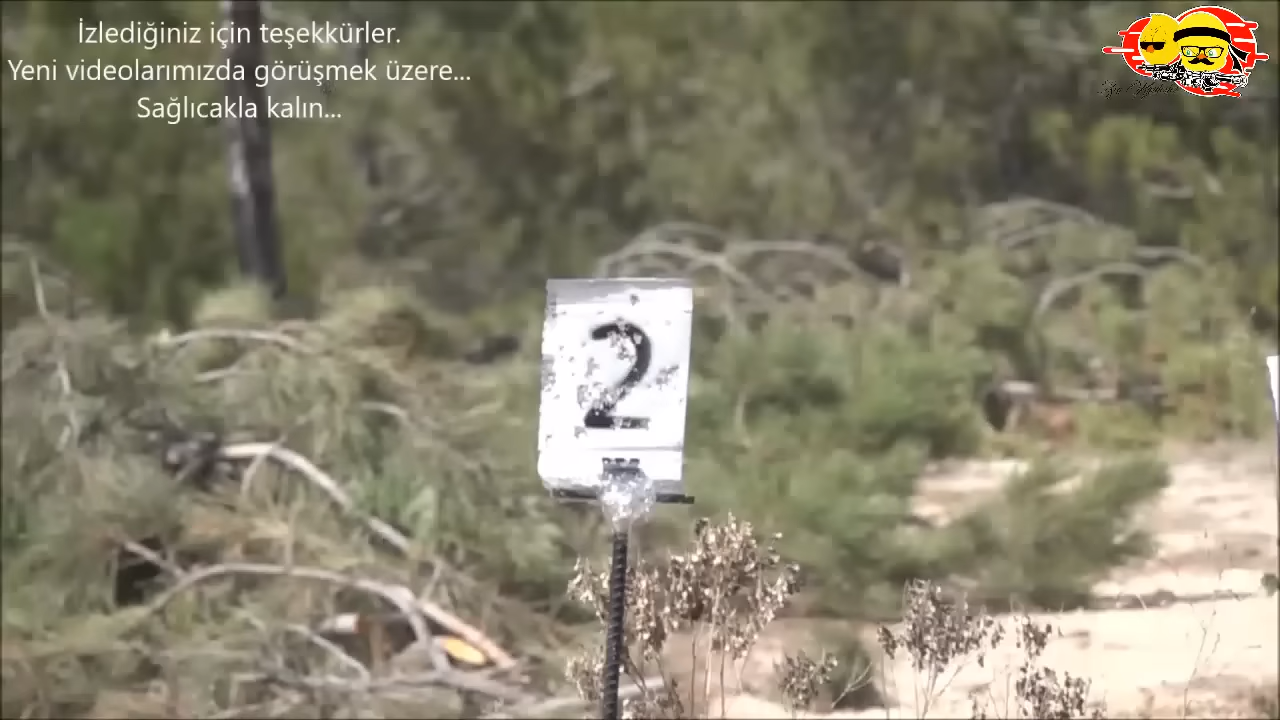 İzlediğiniz için teşekkürler.
Yeni videolarımızda görüşmek üzere...
Sağlıcakla kalın...
2